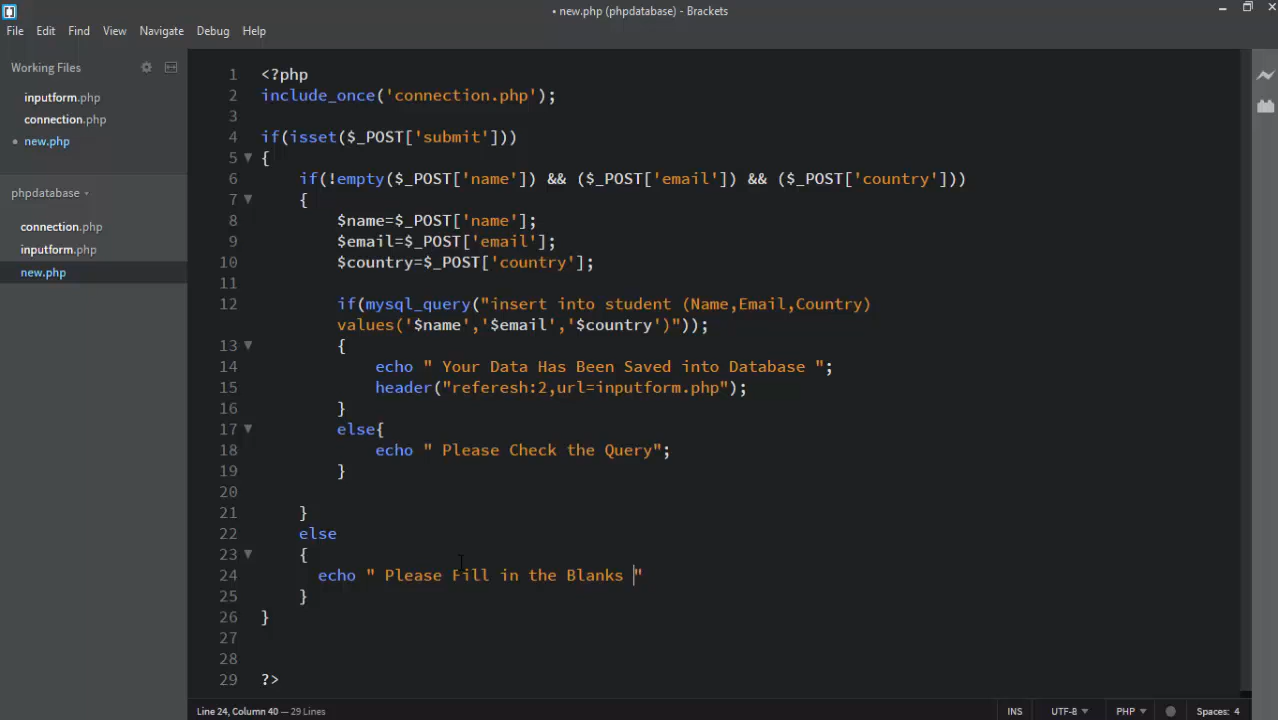 • new.php (phpdatabase) - Brackets
File Edit Find View Navigate Debug Help
Working Files
inputform.php
connection.php
• new.php
phpdatabase
connection.php
inputform.php
new.php
1 <?php
2 include_once('connection.php');
3
4 if(isset($_POST['submit']))
5 {
6 if(!empty($_POST['name']) && ($_POST['email']) && ($_POST['country']))
7 {
8 $name=$_POST['name'];
9 $email=$_POST['email'];
10 $country=$_POST['country'];
11
12 if(mysql_query("insert into student (Name,Email,Country)
values('$name','$email','$country')"));
13 {
14 echo " Your Data Has Been Saved into Database ";
15 header("referesh:2,url=inputform.php");
16 }
17 else{
18 echo " Please Check the Query";
19 }
20
21 }
22 else
23 {
24 echo " Please Fill in the Blanks "
25 }
26 }
27
28
29 ?>
Line 24, Column 40 — 29 Lines
INS UTF-8 PHP Spaces: 4